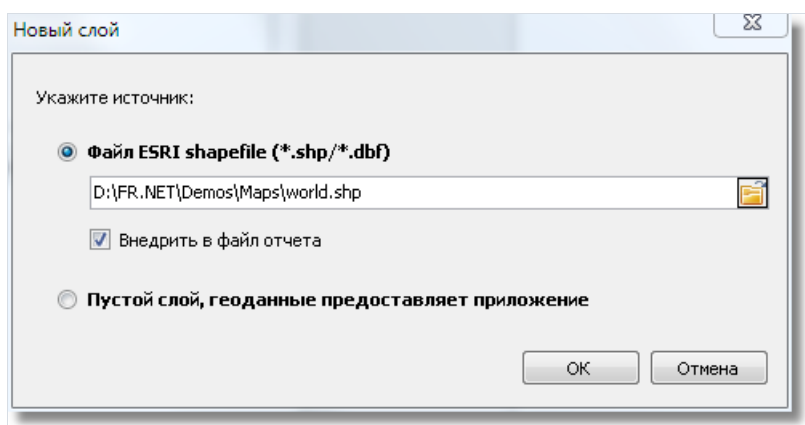 Новый слой
Укажите источник:
Файл ESRI shapefile (*.shp/*.dbf)
D:\FR.NET\Demos\Maps\world.shp
Внедрить в файл отчета
Пустой слой, геоданные предоставляет приложение
OK
Отмена